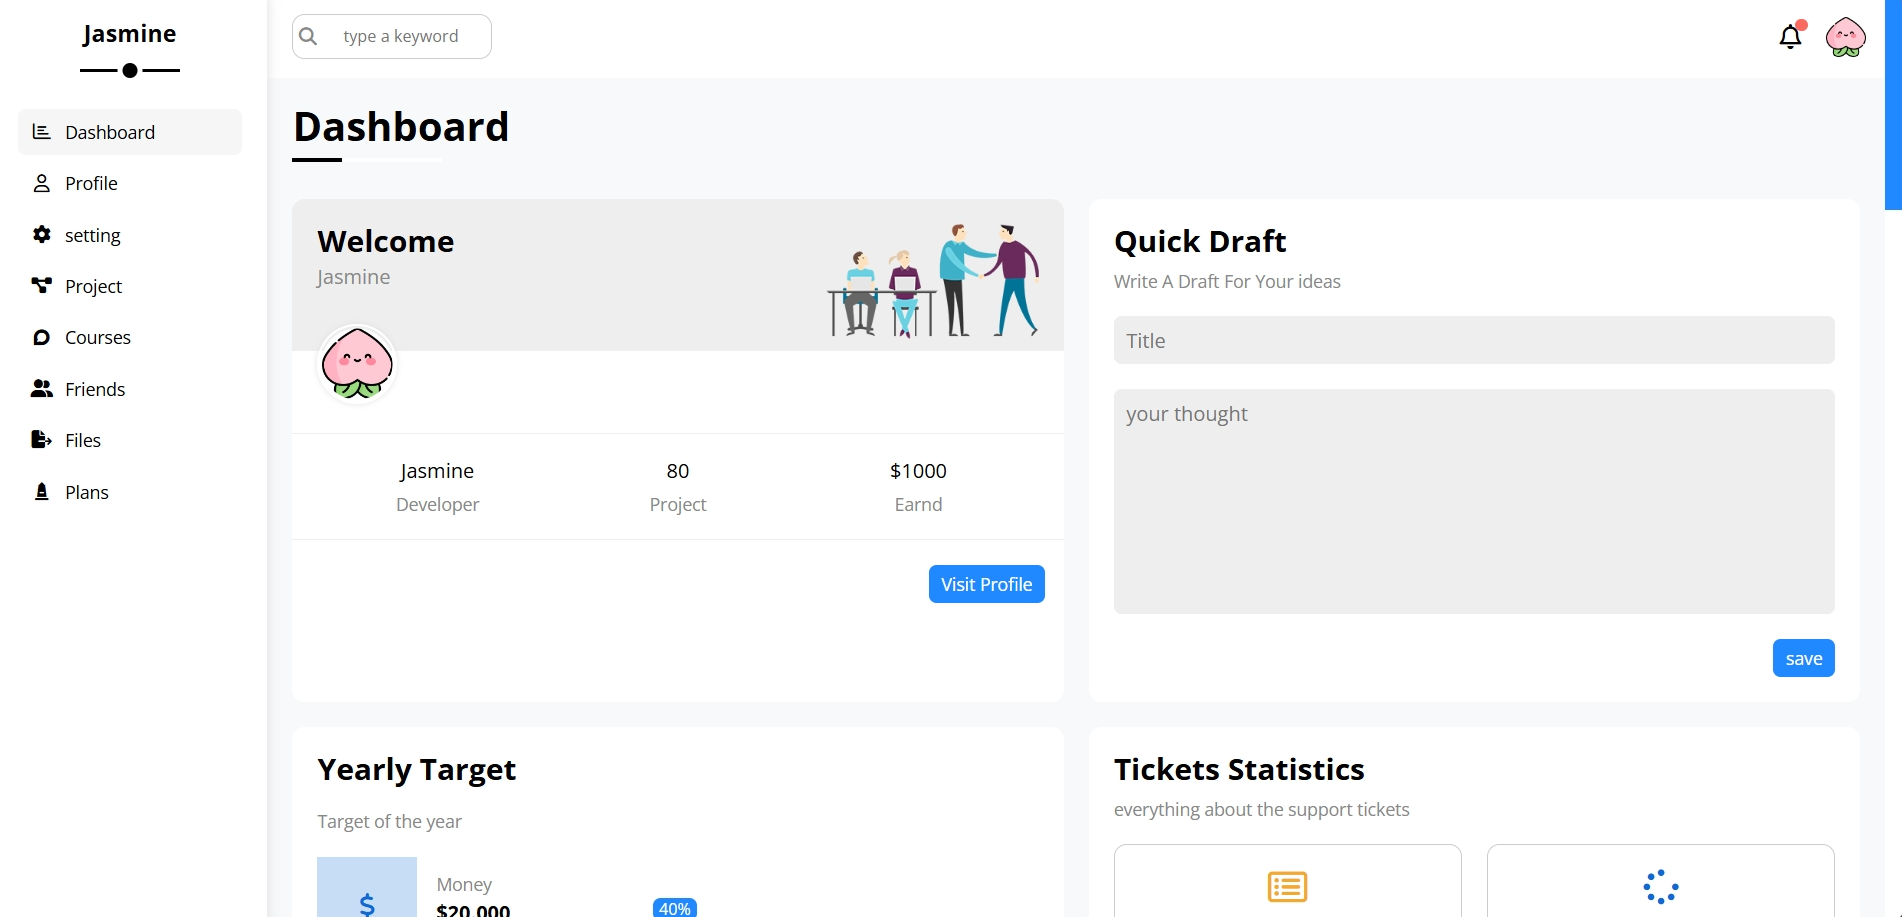 Jasmine
Dashboard
Profile
setting
Project
Courses
Friends
Files
Plans
type a keyword
Dashboard
Welcome
Jasmine
Jasmine
Developer
80
Project
$1000
Earnd
Visit Profile
Quick Draft
Write A Draft For Your ideas
Title
your thought
save
Yearly Target
Target of the year
$
Money
$20.000
40%
Tickets Statistics
everything about the support tickets